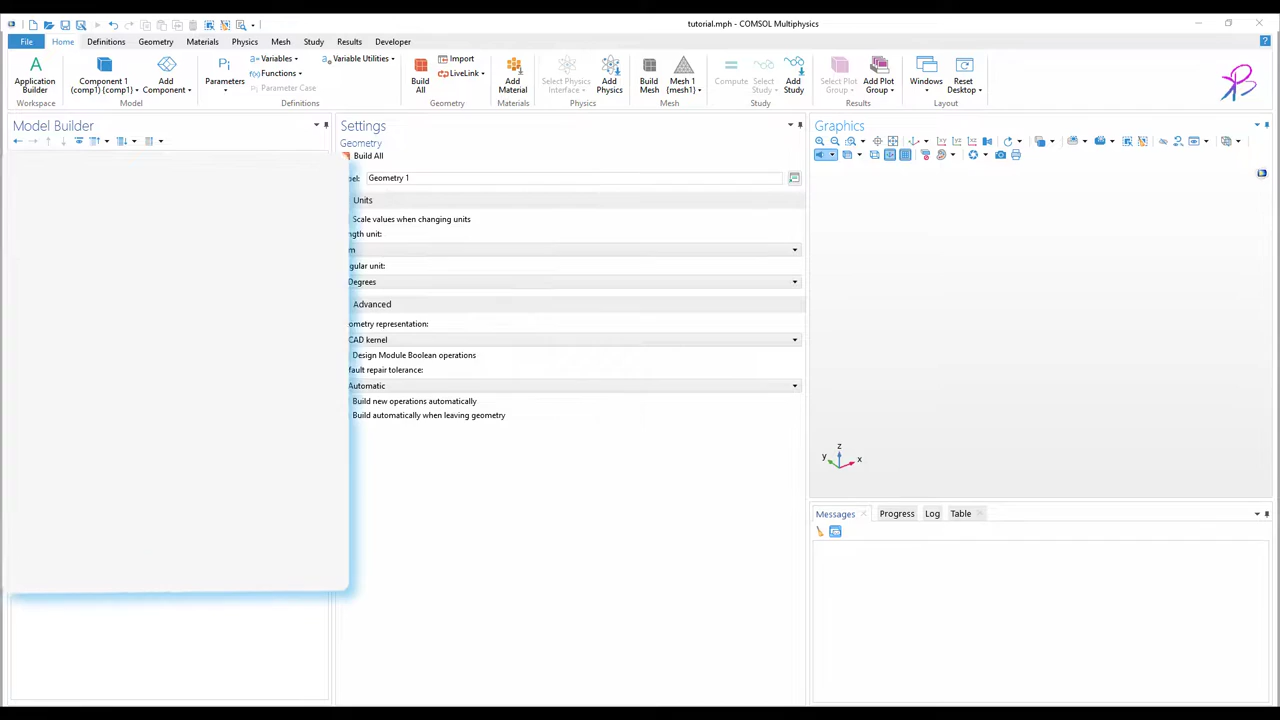 tutorial.mph - COMSOL Multiphysics
File Home Definitions Geometry Materials Physics Mesh Study Results Developer
A
Application
Builder
Workspace
Component 1
(comp1) {comp1}
Add
Component
Model
Pi
Parameters
a= Variables
f(x) Functions
Pi Parameter Case
a= Variable Utilities
Definitions
Build
All
Import
LiveLink
Geometry
Add
Material
Materials
Select Physics
Interface
Add
Physics
Physics
Build
Mesh
Mesh 1
{mesh1}
Mesh
Compute
Select
Study
Add
Study
Study
Select Plot
Group
Add Plot
Group
Results
Windows
Reset
Desktop
Layout
Model Builder
Settings
Geometry
Build All
el: Geometry 1
Units
Scale values when changing units
ngth unit:
m
gular unit:
Degrees
Advanced
ometry representation:
CAD kernel
Design Module Boolean operations
fault repair tolerance:
Automatic
Build new operations automatically
Build automatically when leaving geometry
Graphics
z
y x
Messages Progress Log Table